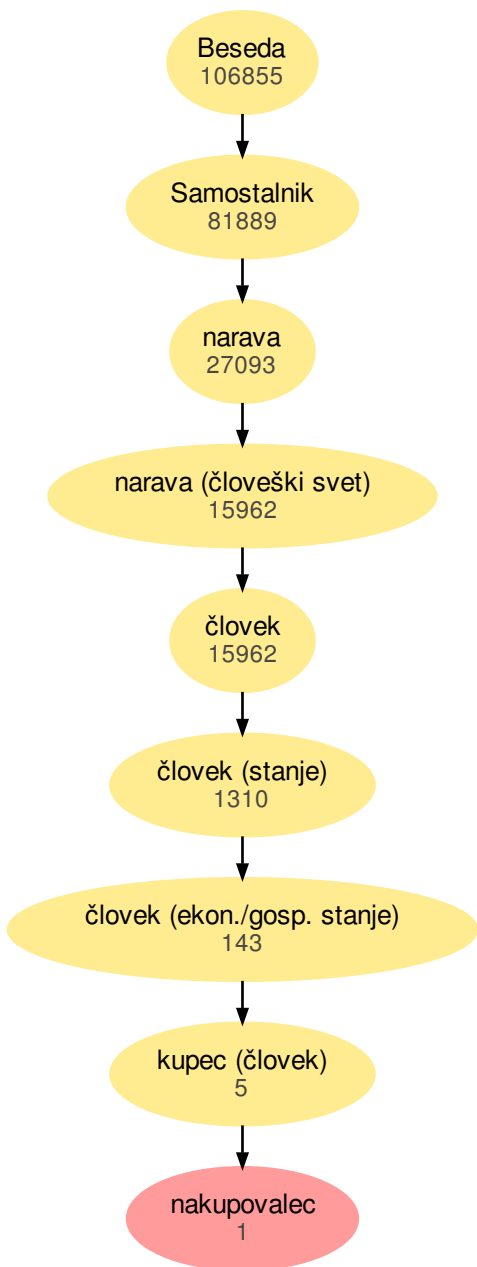 Beseda
106855
Samostalnik
81889
narava
27093
narava (človeški svet)
15962
človek
15962
človek (stanje)
1310
človek (ekon./gosp. stanje)
143
kupec (človek)
5
nakupovalec
1